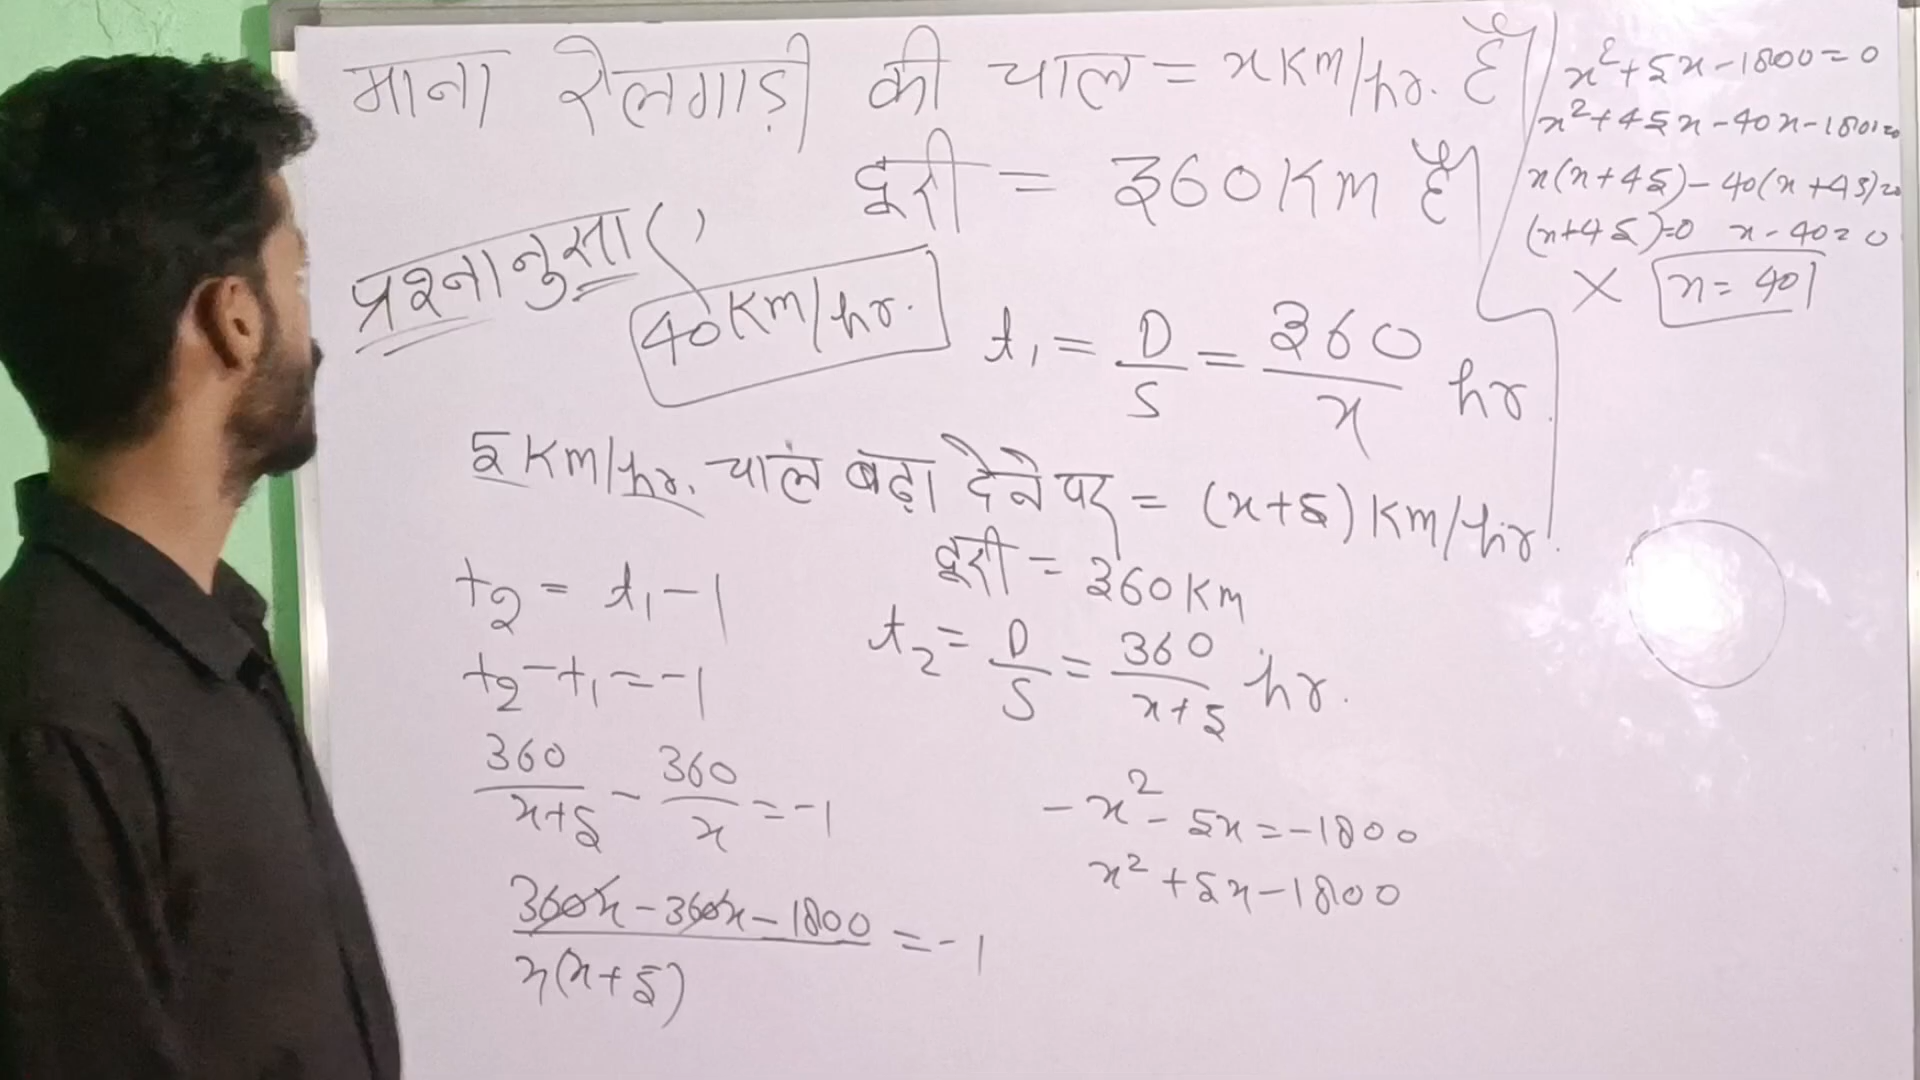 माना रेलगाड़ी की चाल = x Km/hr. है
दूरी = 360 Km है
प्रश्नानुसार,
40 Km/hr.
t₁ = D/S = 360/x hr
5 Km/hr. चाल बढ़ा देने पर = (x+5) Km/hr.
दूरी = 360 Km
t₂ = D/S = 360/x+5 hr.
t₂ = t₁ - 1
t₂ - t₁ = -1
360/x+5 - 360/x = -1
360x - 360x - 1800/x(x+5) = -1
-x² - 5x = -1800
x² + 5x - 1800
x² + 5x - 1800 = 0
x² + 45x - 40x - 1800 = 0
x(x+45) - 40(x+45) = 0
(x+45) = 0 x - 40 = 0
× x = 40